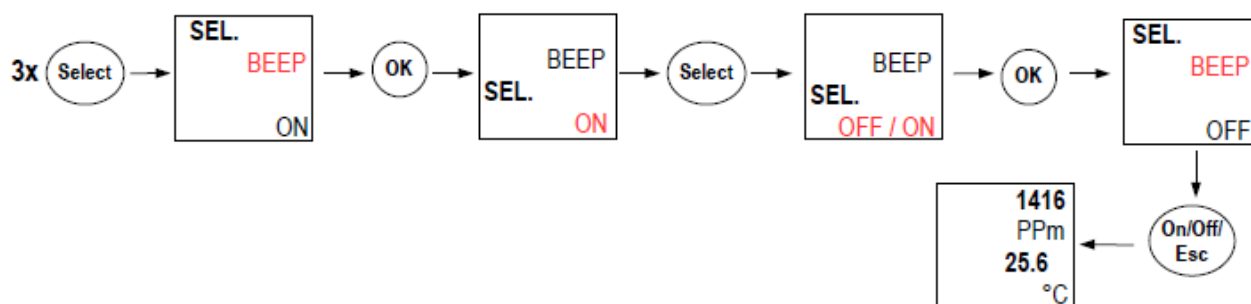 3x Select
SEL.
BEEP
ON
OK
BEEP
SEL.
ON
Select
BEEP
SEL.
OFF / ON
OK
SEL.
BEEP
OFF
On/Off/
Esc
1416
PPm
25.6
°C